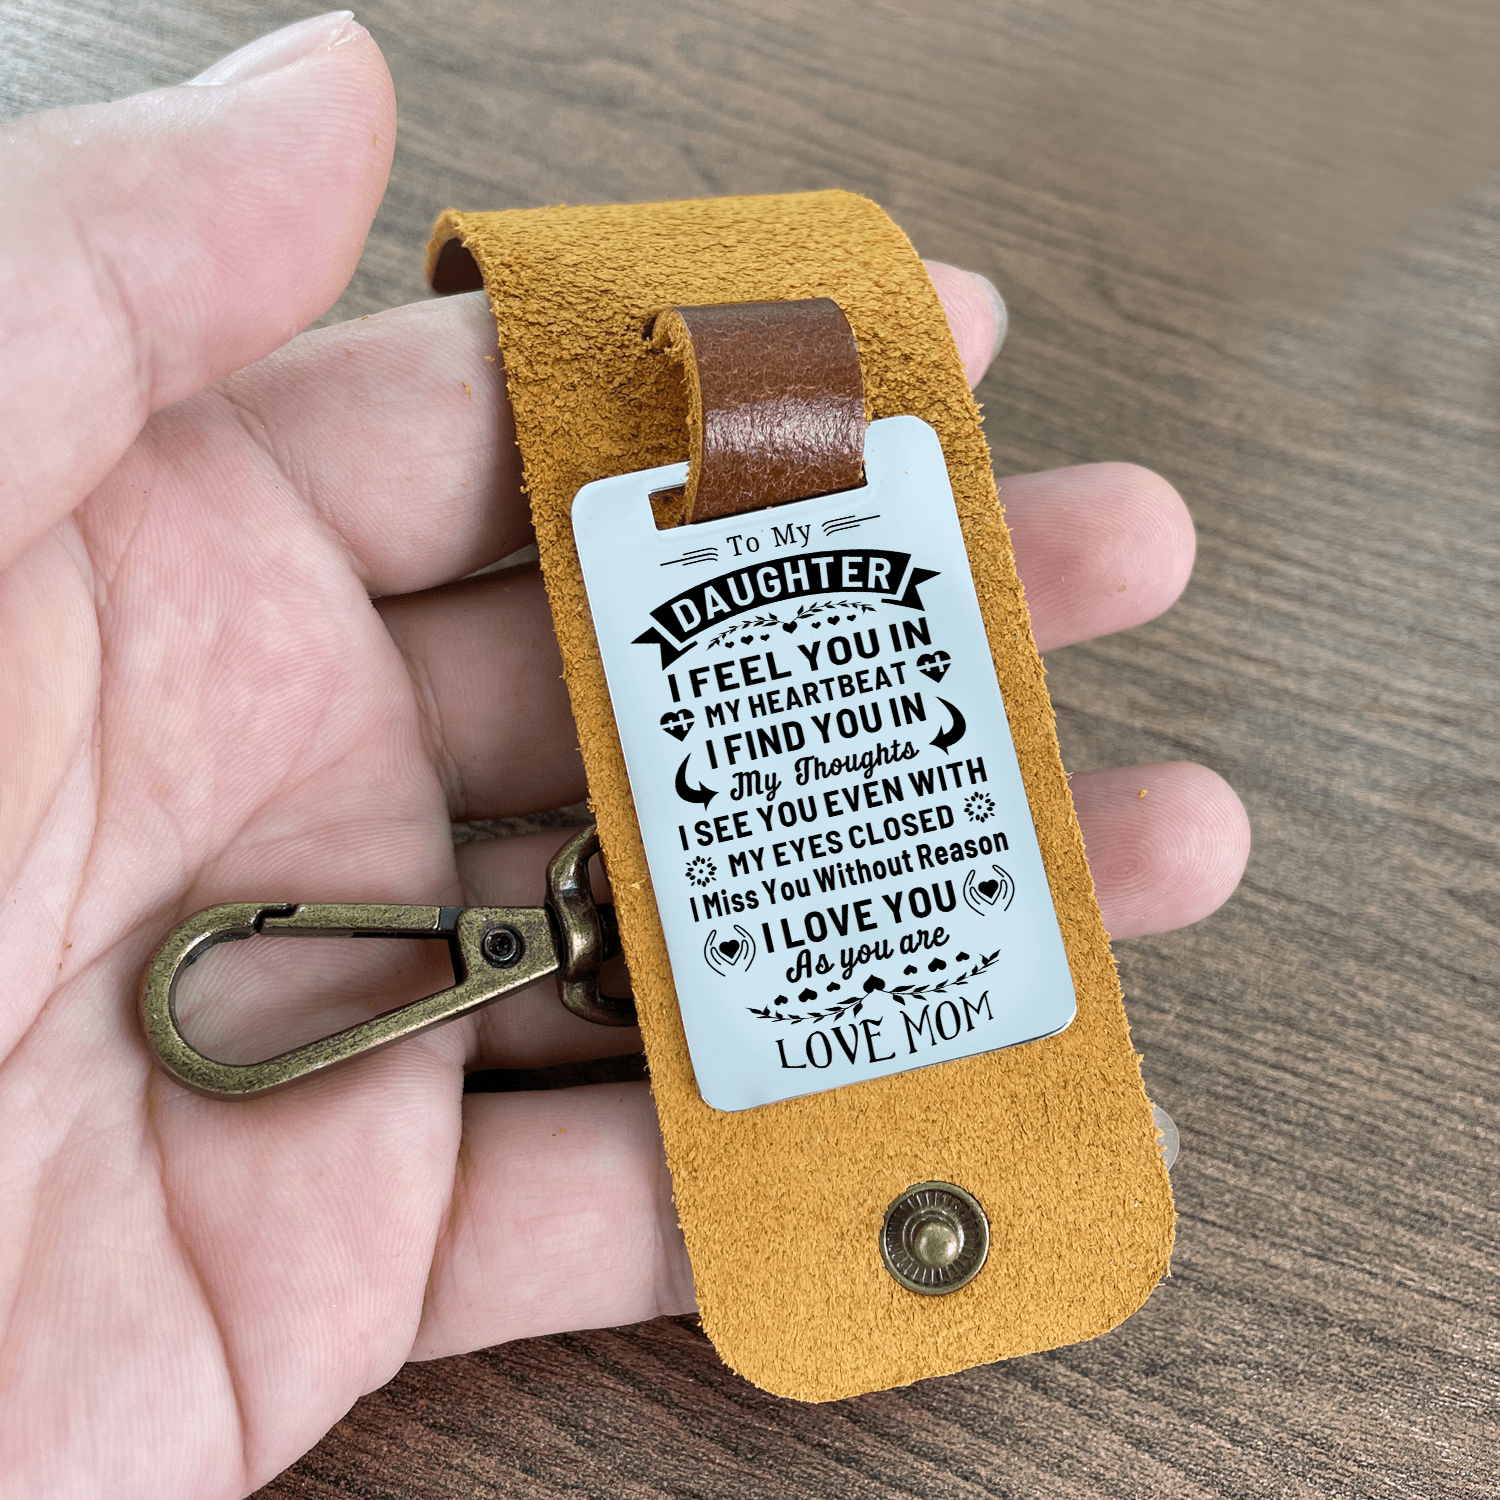 To My
DAUGHTER
I FEEL YOU IN
MY HEARTBEAT
I FIND YOU IN
My Thoughts
I SEE YOU EVEN WITH
MY EYES CLOSED
I Miss You Without Reason
I LOVE YOU
As you are
LOVE MOM